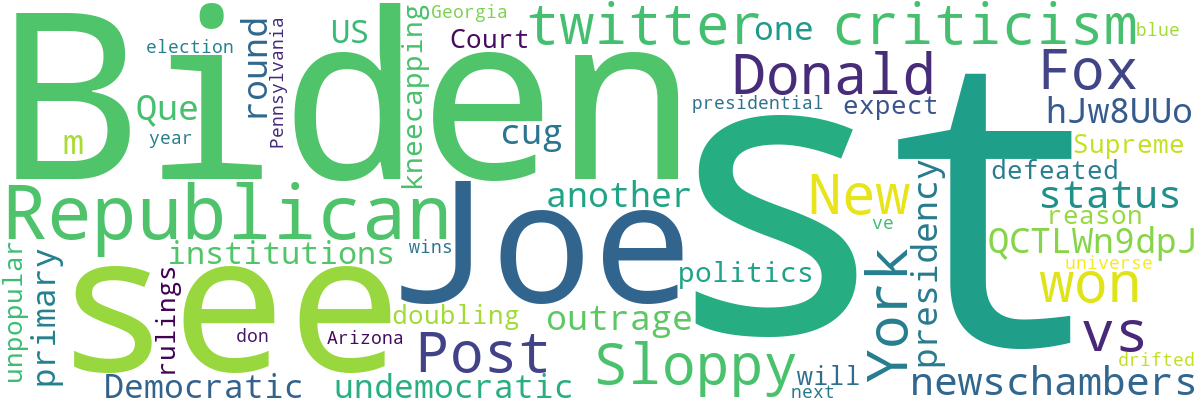 Biden
st
Joe
see
Republican
twitter
criticism
Donald
Fox
hJw8UUo
Georgia
blue
US
Court
one
election
Que
round
Pennsylvania
kneecapping
year
m
cug
presidential
expect
Supreme
defeated
status
reason
another
New
presidency
ve
QCTLWn9dpJ
universe
institutions
wins
politics
York
won
unpopular
primary
rulings
don
Arizona
doubling
outrage
Post
Sloppy
vs
drifted
Democratic
undemocratic
will
next
newschambers